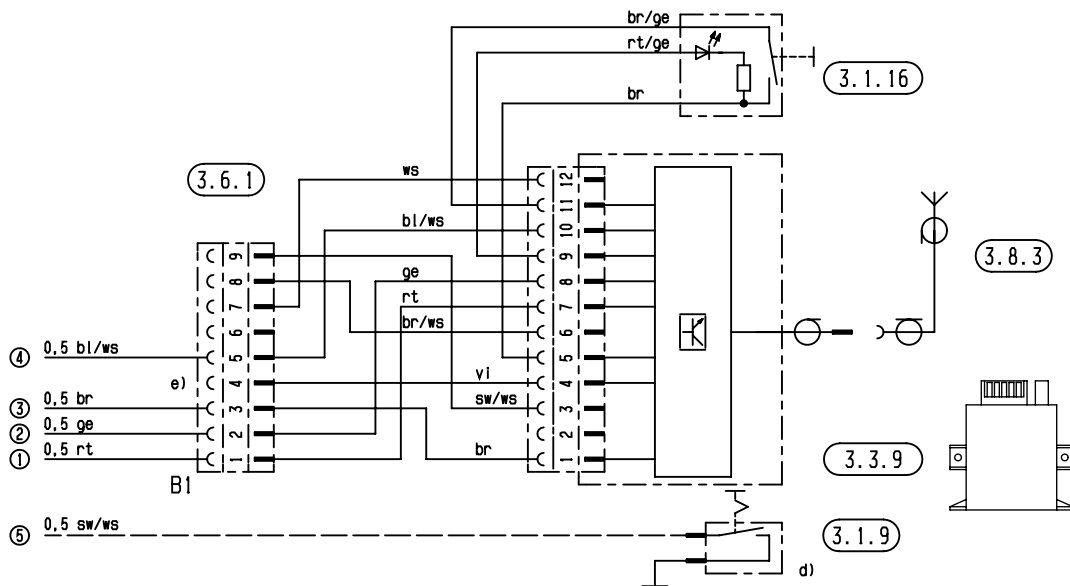 br/ge
rt/ge
3.1.16
br
3.6.1
ws
12
11
bl/ws
10
9
9
3.8.3
8
ge
8
7
rt
7
6
br/ws
6
④ 0,5 bl/ws
5
5
e)
4
vi
4
③ 0,5 br
3
sw/ws
3
② 0,5 ge
2
2
① 0,5 rt
1
br
1
3.3.9
B1
⑤ 0,5 sw/ws
3.1.9
d)